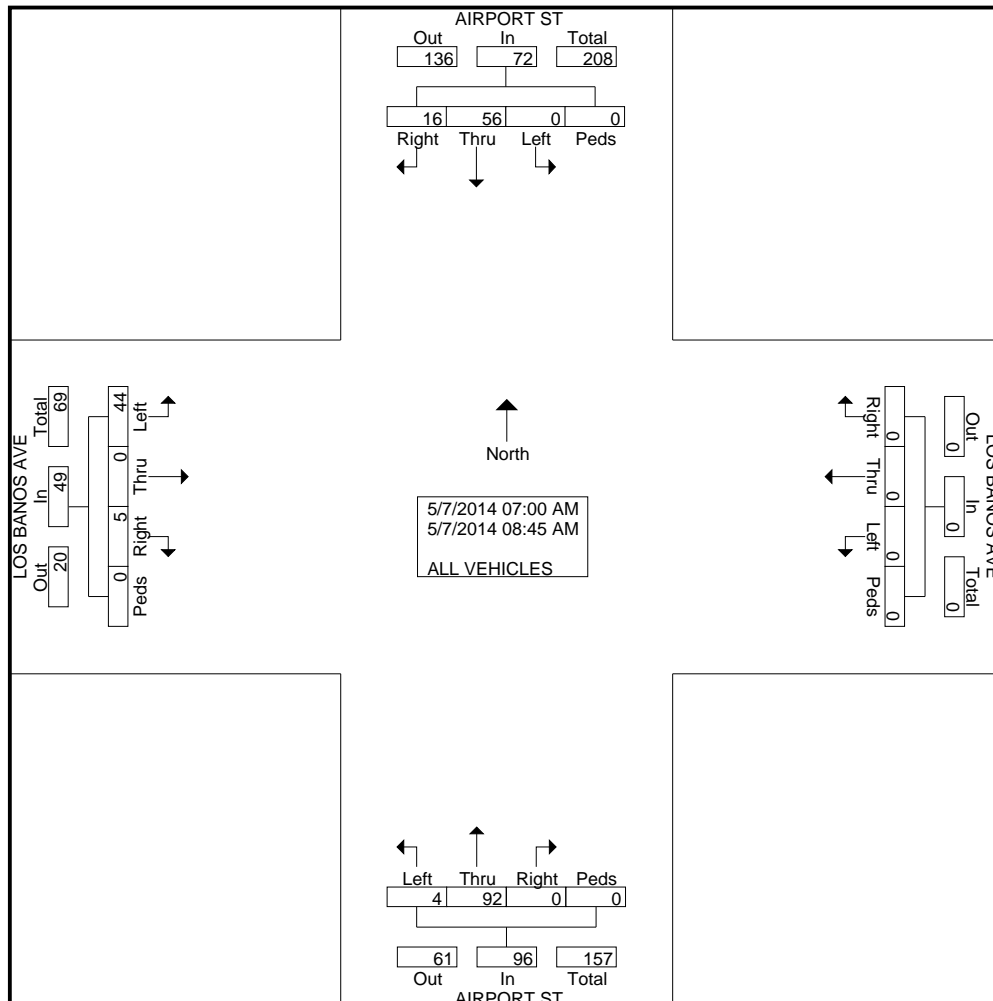 AIRPORT ST
Out In Total
136 72 208
16 56 0 0
Right Thru Left Peds
LOS BANOS AVE
Total In Out
69 49 20
44 0 5 0
Left Thru Right Peds
North
5/7/2014 07:00 AM
5/7/2014 08:45 AM
ALL VEHICLES
Right Thru Left Peds
0 0 0 0
Out In Total
0 0 0
LOS BANOS AVE
Left Thru Right Peds
4 92 0 0
61 96 157
Out In Total
AIRPORT ST